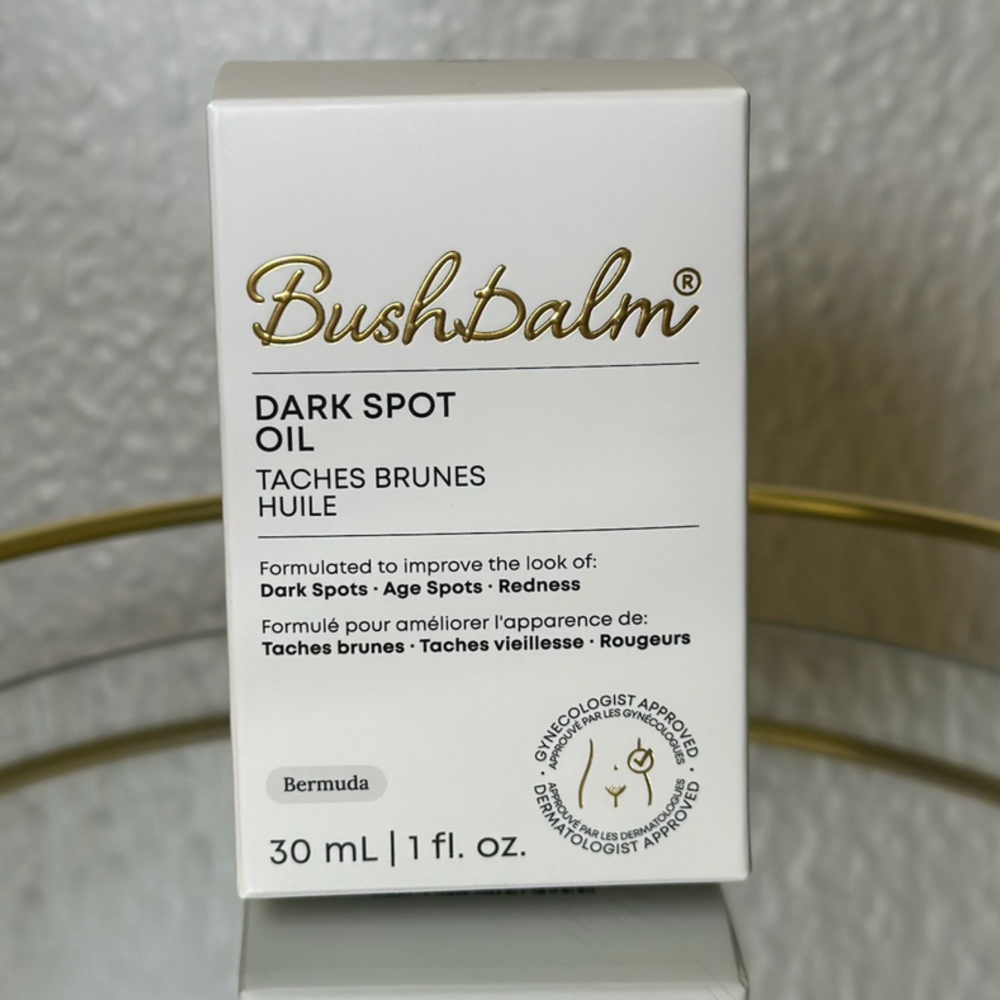 Bushbalm®
DARK SPOT
OIL
TACHES BRUNES
HUILE
Formulated to improve the look of:
Dark Spots · Age Spots · Redness
Formulé pour améliorer l'apparence de:
Taches brunes · Taches vieillesse · Rougeurs
· GYNECOLOGIST APPROVED ·
APPROUVÉ PAR LES GYNÉCOLOGUES
APPROUVÉ PAR LES DERMATOLOGUES
DERMATOLOGIST APPROVED
Bermuda
30 mL | 1 fl. oz.